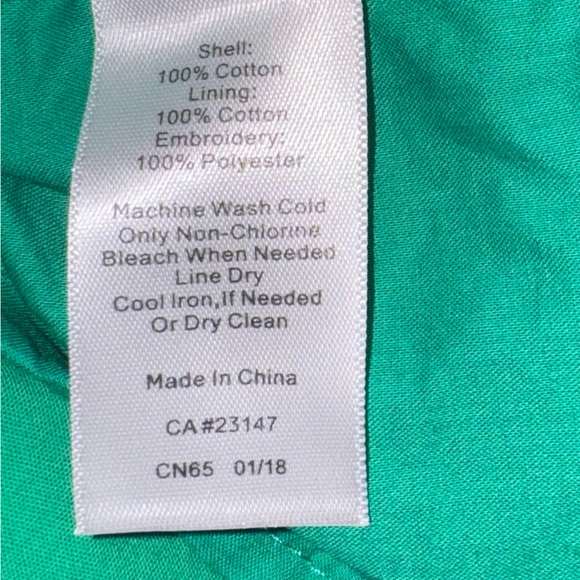 Shell:
100% Cotton
Lining:
100% Cotton
Embroidery:
100% Polyester
Machine Wash Cold
Only Non-Chlorine
Bleach When Needed
Line Dry
Cool Iron,If Needed
Or Dry Clean
Made In China
CA#23147
CN65 01/18